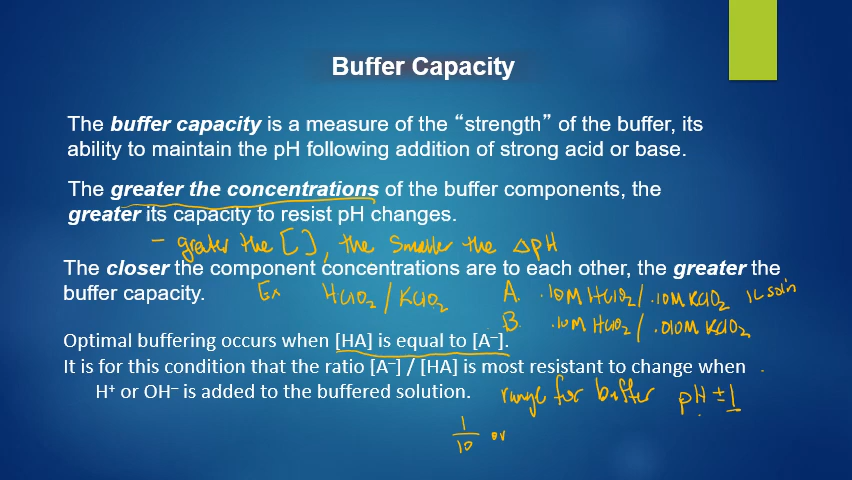 Buffer Capacity
The buffer capacity is a measure of the “strength” of the buffer, its
ability to maintain the pH following addition of strong acid or base.
The greater the concentrations of the buffer components, the
greater its capacity to resist pH changes.
- greater the [ ], the smaller the ΔpH
The closer the component concentrations are to each other, the greater the
buffer capacity.
Ex HClO₂ / KClO₂ A. .10M HClO₂ / .10M KClO₂ 1L soln
B. .10M HClO₂ / .010M KClO₂
Optimal buffering occurs when [HA] is equal to [A⁻].
It is for this condition that the ratio [A⁻] / [HA] is most resistant to change when
H⁺ or OH⁻ is added to the buffered solution.
range for buffer pH ±1
1/10 or